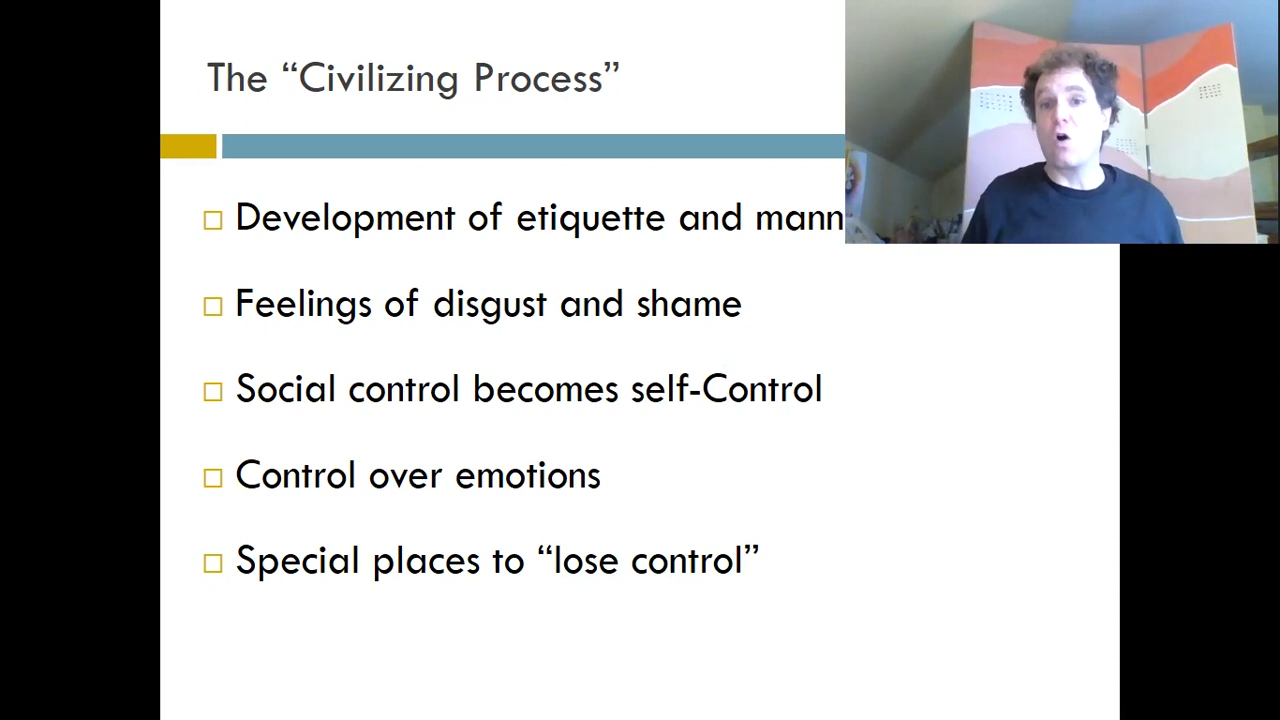 The “Civilizing Process”
Development of etiquette and
Feelings of disgust and shame
Social control becomes self-Control
Control over emotions
Special places to “lose control”